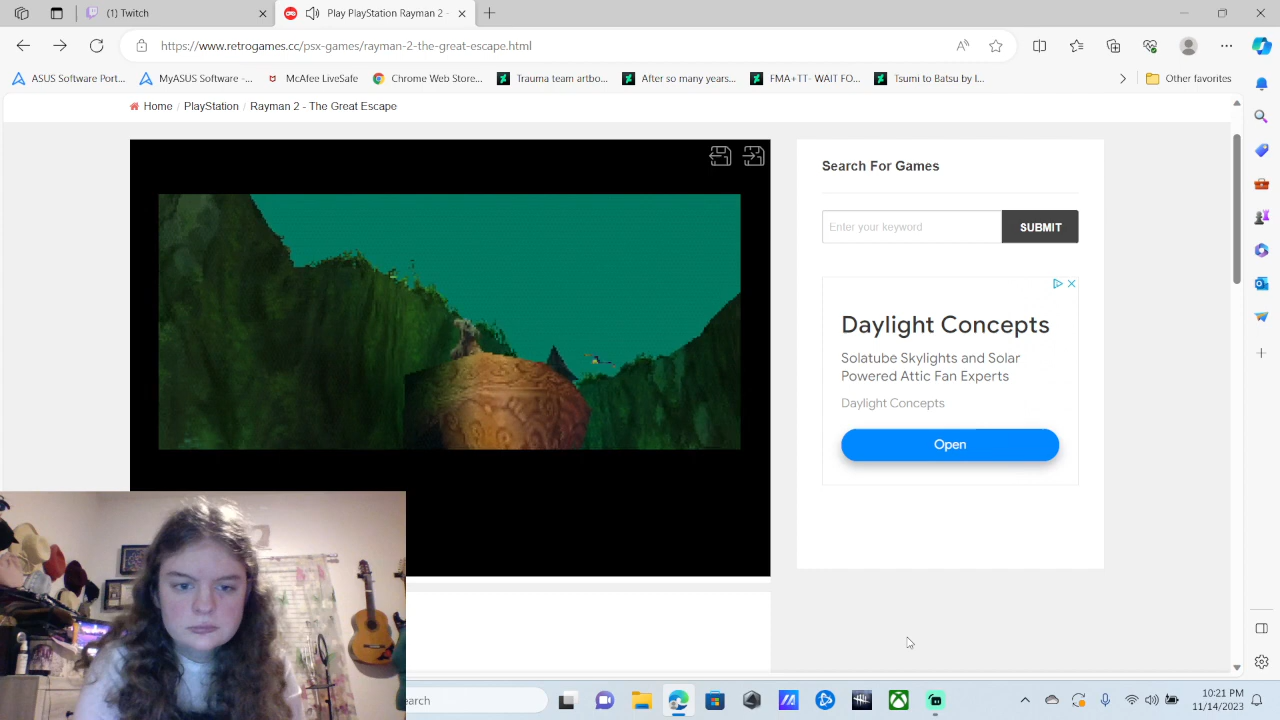 (1) Twitch
Play PlayStation Rayman 2 -
https://www.retrogames.cc/psx-games/rayman-2-the-great-escape.html
ASUS Software Port...
MyASUS Software -...
McAfee LiveSafe
Chrome Web Store...
Trauma team artbo...
After so many years...
FMA+TT- WAIT FO...
Tsumi to Batsu by l...
Other favorites
Home / PlayStation / Rayman 2 - The Great Escape
Search For Games
Enter your keyword
SUBMIT
Daylight Concepts
Solatube Skylights and Solar
Powered Attic Fan Experts
Daylight Concepts
Open
earch
10:21 PM
11/14/2023